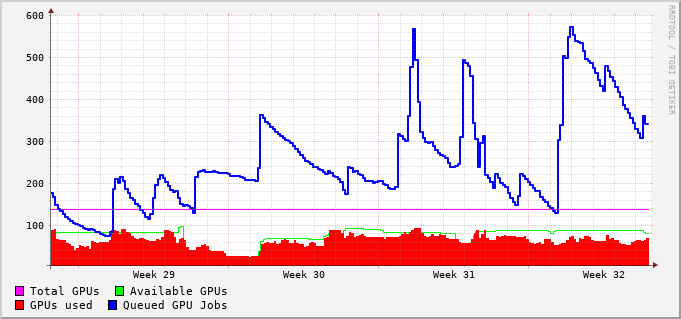 600
500
400
300
200
100
Week 29 Week 30 Week 31 Week 32
Total GPUs Available GPUs
GPUs used Queued GPU Jobs
RRDTOOL / TOBI OETIKER